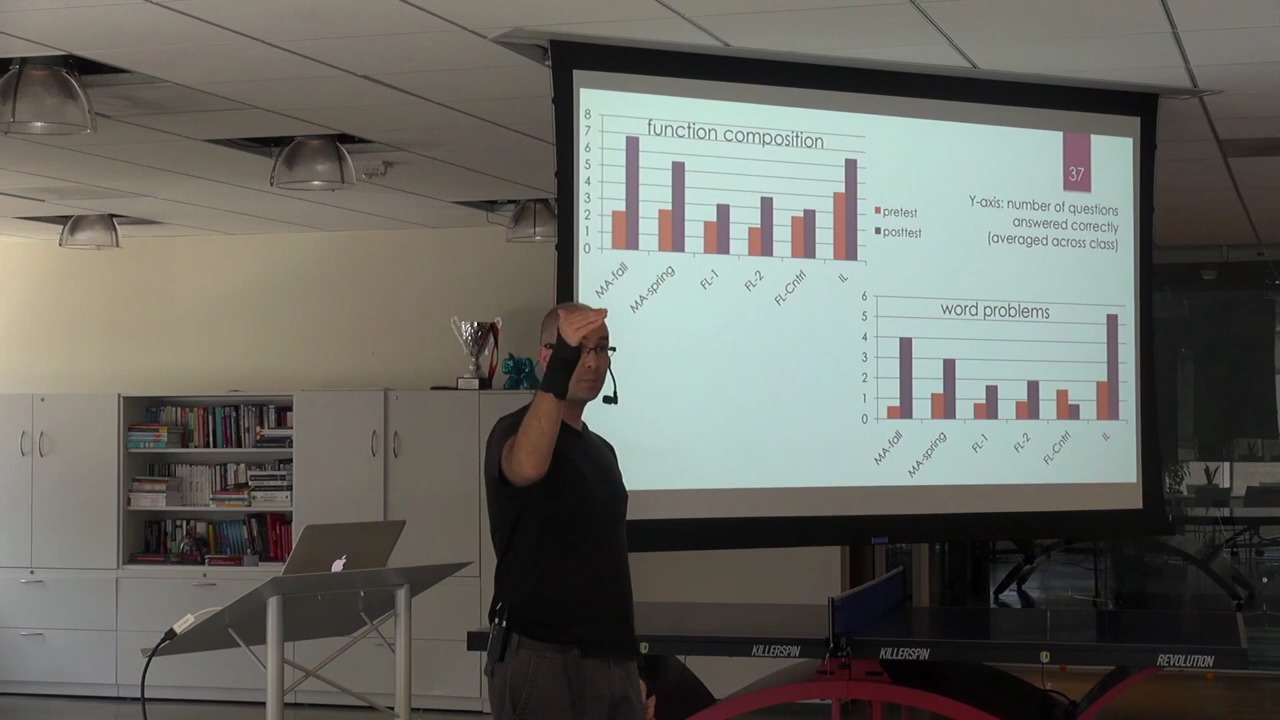 function composition
8
7
6
5
4
3
2
1
0
MA-fall
MA-spring
FL-1
FL-2
FL-Cntrl
IL
pretest
posttest
37
Y-axis: number of questions
answered correctly
(averaged across class)
word problems
6
5
4
3
2
1
0
MA-fall
MA-spring
FL-1
FL-2
FL-Cntrl
IL
KILLERSPIN
KILLERSPIN
REVOLUTION